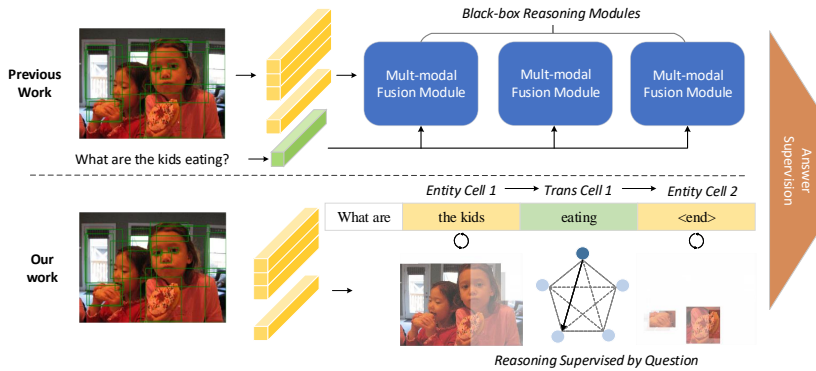 Black-box Reasoning Modules
Previous
Work
Mult-modal
Fusion Module
Mult-modal
Fusion Module
Mult-modal
Fusion Module
What are the kids eating?
Answer
Supervision
Entity Cell 1
Trans Cell 1
Entity Cell 2
What are
the kids
eating
<end>
Our
work
Reasoning Supervised by Question